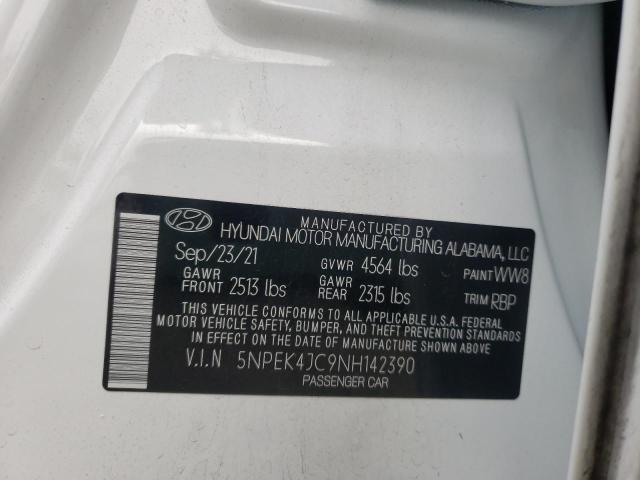 MANUFACTURED BY
HYUNDAI MOTOR MANUFACTURING ALABAMA, LLC
Sep/23/21 GVWR 4564 lbs PAINT WW8
GAWR FRONT 2513 lbs GAWR REAR 2315 lbs TRIM RBP
THIS VEHICLE CONFORMS TO ALL APPLICABLE U.S.A. FEDERAL
MOTOR VEHICLE SAFETY, BUMPER, AND THEFT PREVENTION STANDARDS
IN EFFECT ON THE DATE OF MANUFACTURE SHOWN ABOVE.
V.I.N 5NPEK4JC9NH142390
PASSENGER CAR